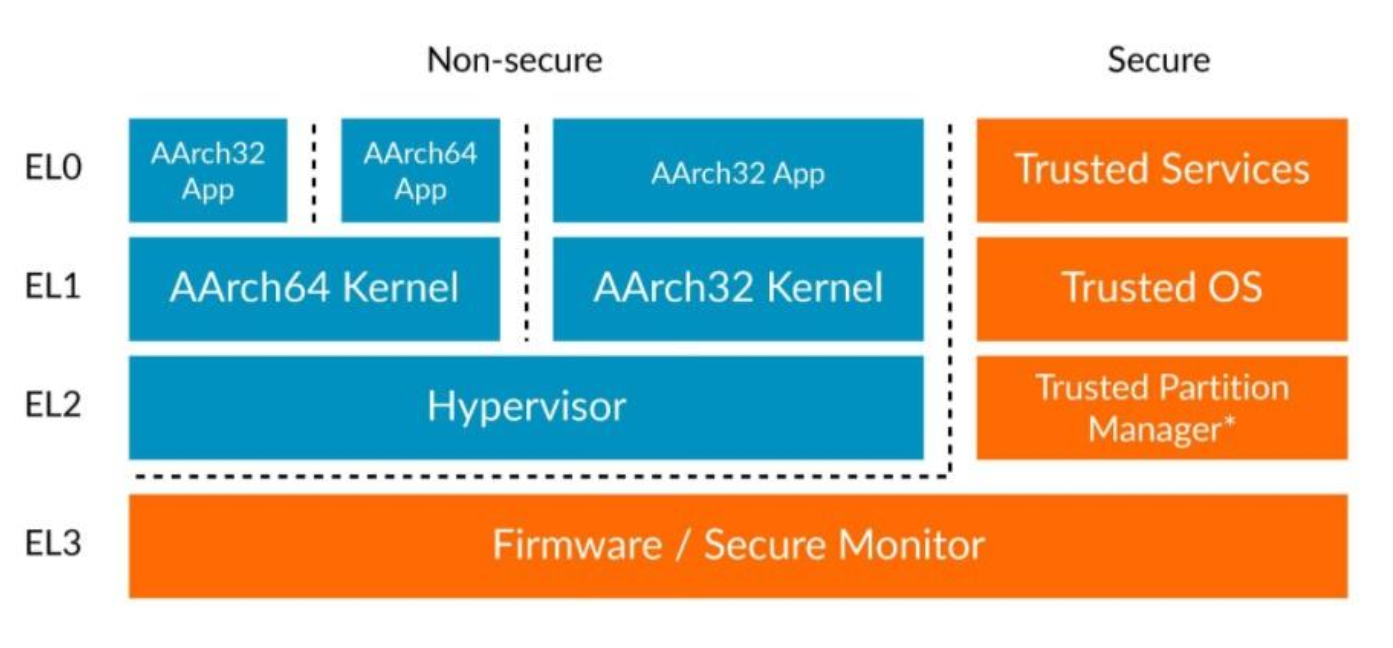 Non-secure
Secure
EL0
AArch32
App
AArch64
App
AArch32 App
Trusted Services
EL1
AArch64 Kernel
AArch32 Kernel
Trusted OS
EL2
Hypervisor
Trusted Partition
Manager*
EL3
Firmware / Secure Monitor